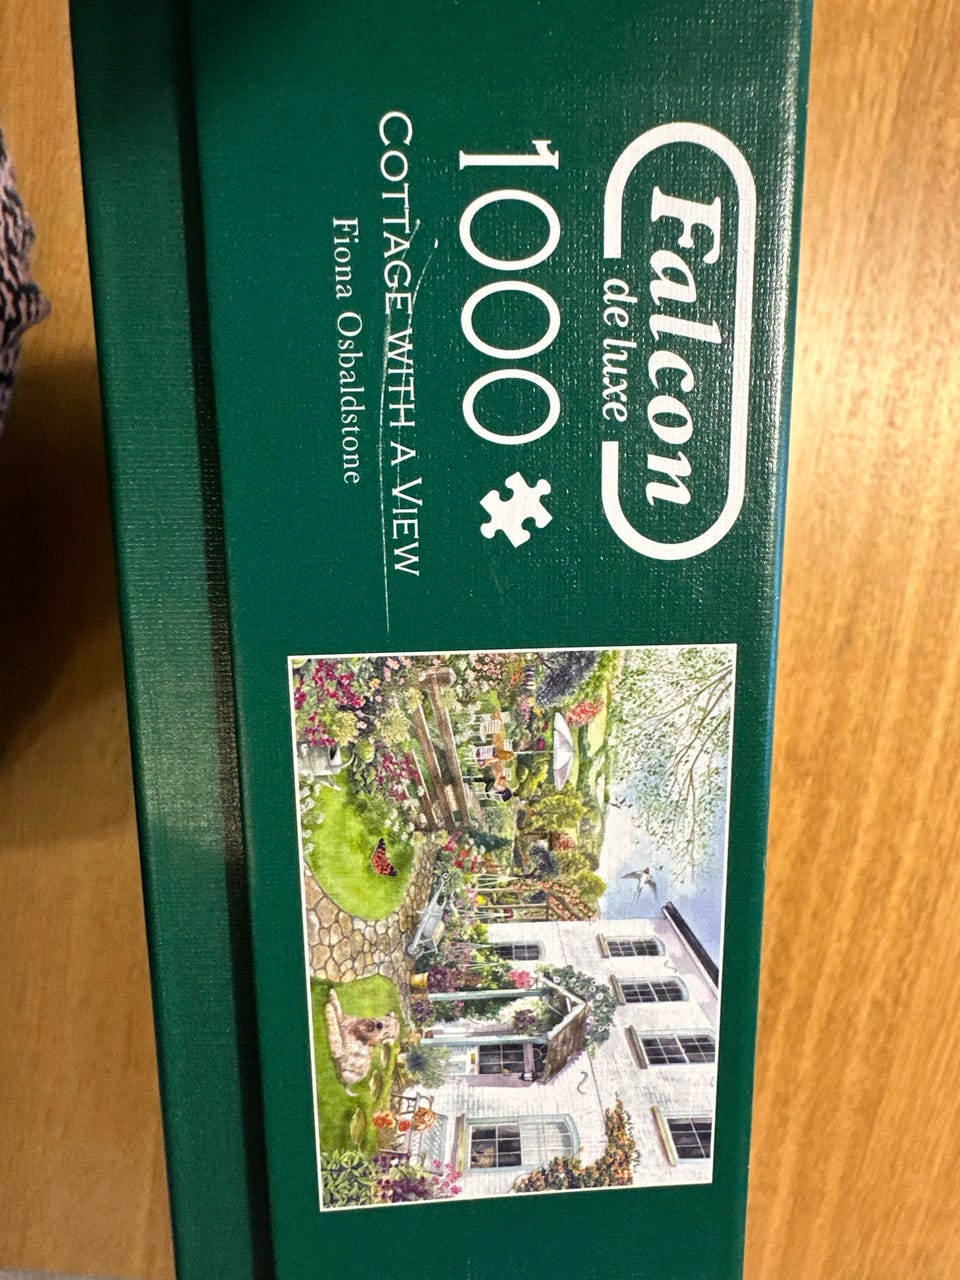 Falcon
de luxe
1000
COTTAGE WITH A VIEW
Fiona Osbaldstone